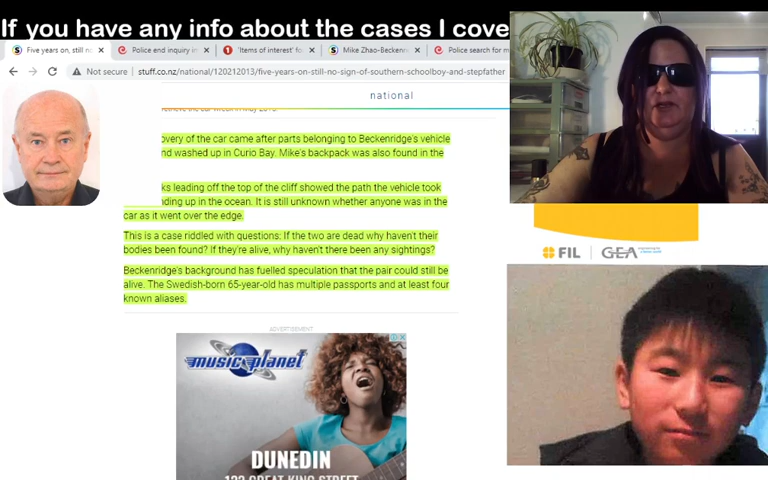 If you have any info about the cases I cove
Five years on, still n
Police end inquiry in
'Items of interest' fo
Mike Zhao-Beckenr
Police search for m
Not secure | stuff.co.nz/national/120212013/five-years-on-still-no-sign-of-southern-schoolboy-and-stepfather
national
overy of the car came after parts belonging to Beckenridge's vehicle
nd washed up in Curio Bay. Mike's backpack was also found in the
ks leading off the top of the cliff showed the path the vehicle took
nding up in the ocean. It is still unknown whether anyone was in the
car as it went over the edge.
This is a case riddled with questions: If the two are dead why haven't their
bodies been found? If they're alive, why haven't there been any sightings?
Beckenridge's background has fuelled speculation that the pair could still be
alive. The Swedish-born 65-year-old has multiple passports and at least four
known aliases.
FIL | GEA
ADVERTISEMENT
music planet
DUNEDIN